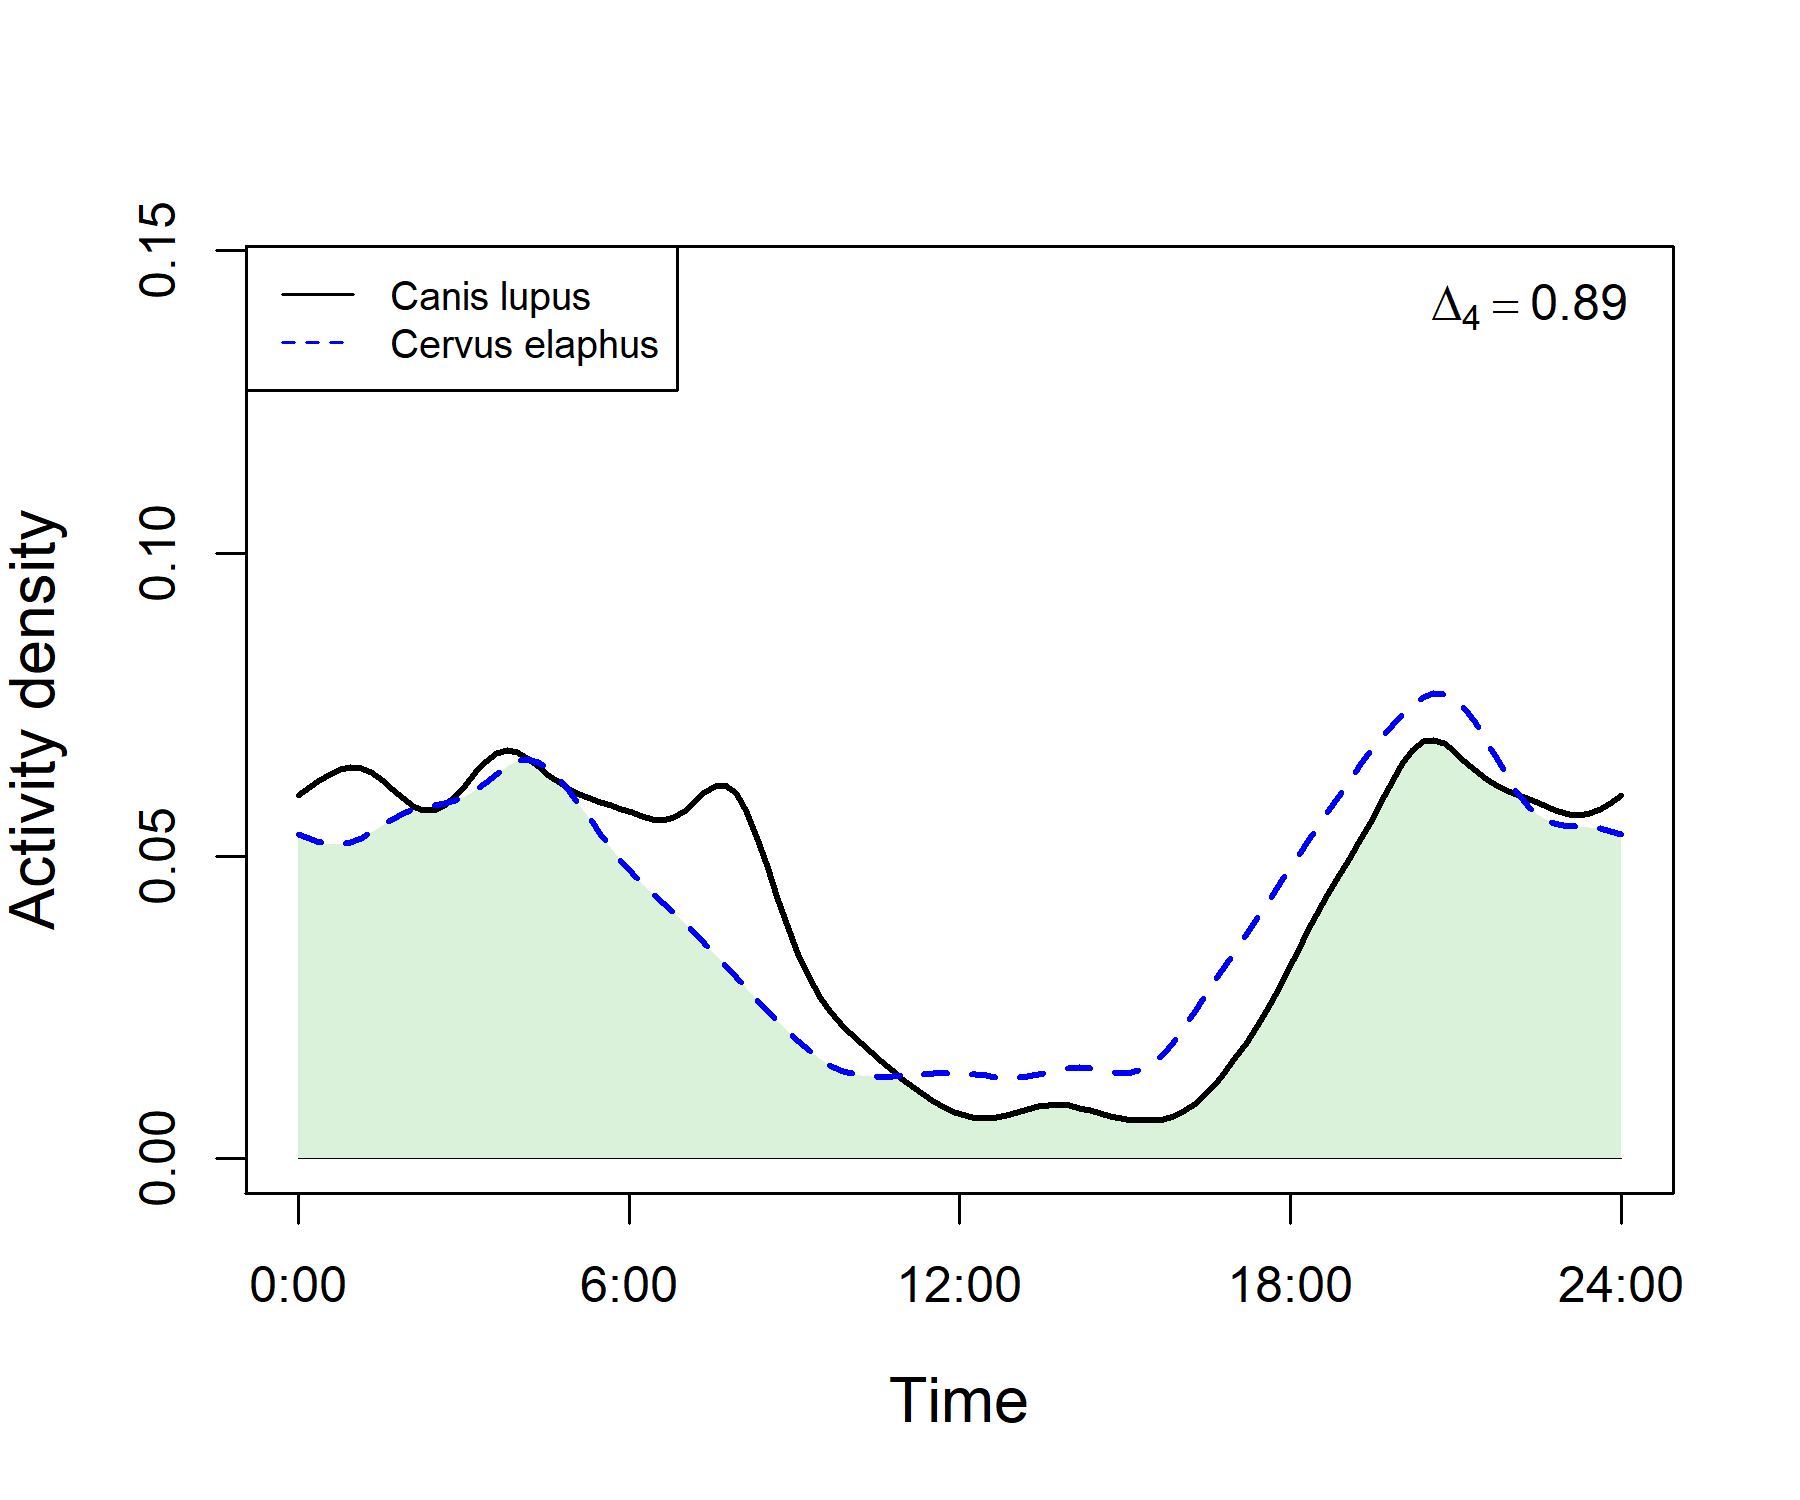 Canis lupus
Cervus elaphus
Δ4 = 0.89
0.15
0.10
0.05
0.00
Activity density
0:00 6:00 12:00 18:00 24:00
Time